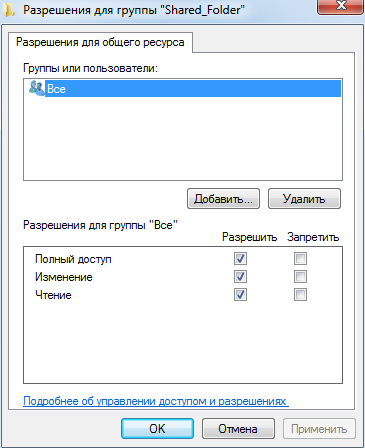 Разрешения для группы "Shared_Folder"
Разрешения для общего ресурса
Группы или пользователи:
Все
Добавить... Удалить
Разрешения для группы "Все"
Разрешить Запретить
Полный доступ
Изменение
Чтение
Подробнее об управлении доступом и разрешениях
OK Отмена Применить